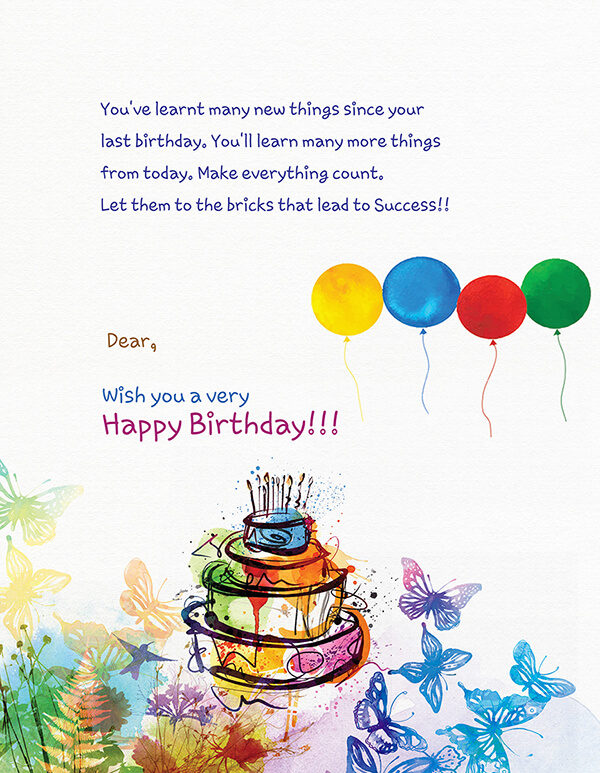 You've learnt many new things since your
last birthday. You'll learn many more things
from today. Make everything count.
Let them to the bricks that lead to Success!!
Dear,
Wish you a very
Happy Birthday!!!